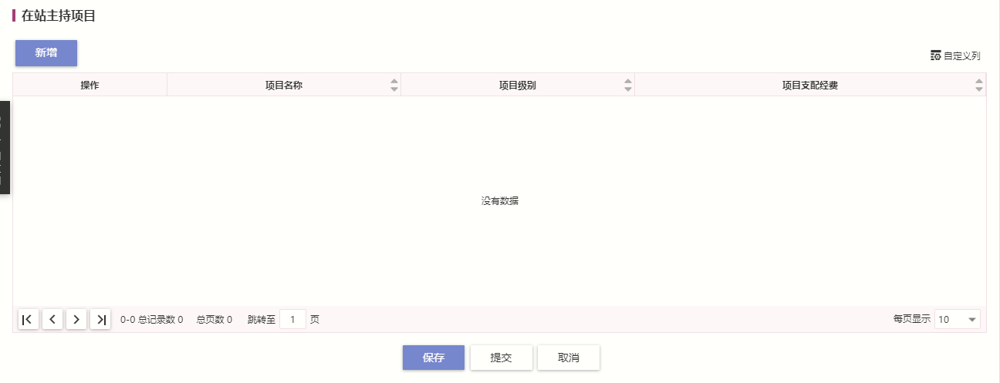 在站主持项目
新增
自定义列
操作 项目名称 项目级别 项目支配经费
没有数据
0-0 总记录数 0 总页数 0 跳转至 1 页 每页显示 10
保存 提交 取消